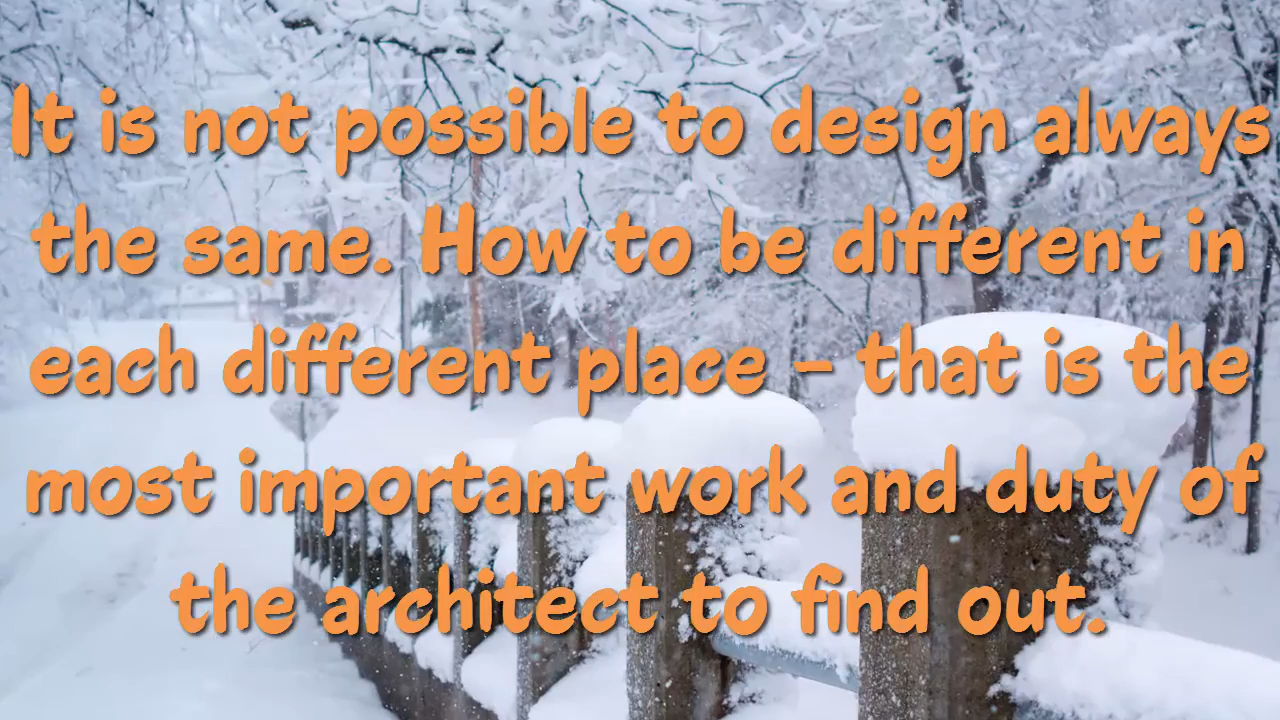 It is not possible to design always
the same. How to be different in
each different place – that is the
most important work and duty of
the architect to find out.